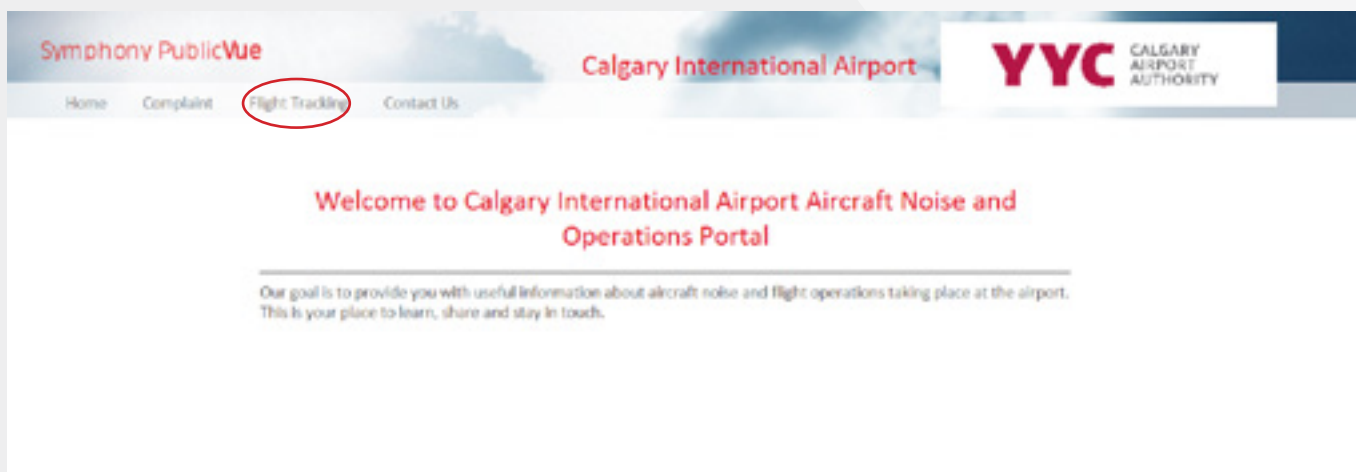 Symphony PublicVue
Calgary International Airport
YYC CALGARY
AIRPORT
AUTHORITY
Home Complaint Flight Tracking Contact Us
Welcome to Calgary International Airport Aircraft Noise and
Operations Portal
Our goal is to provide you with useful information about aircraft noise and flight operations taking place at the airport.
This is your place to learn, share and stay in touch.